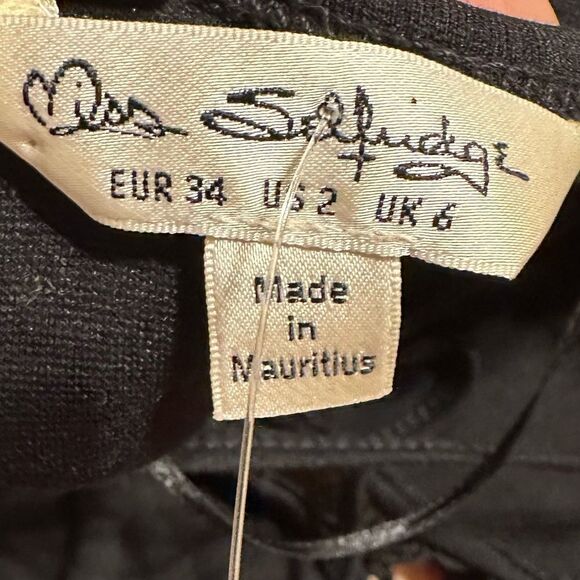 Miss Selfridge
EUR 34 US 2 UK 6
Made
in
Mauritius